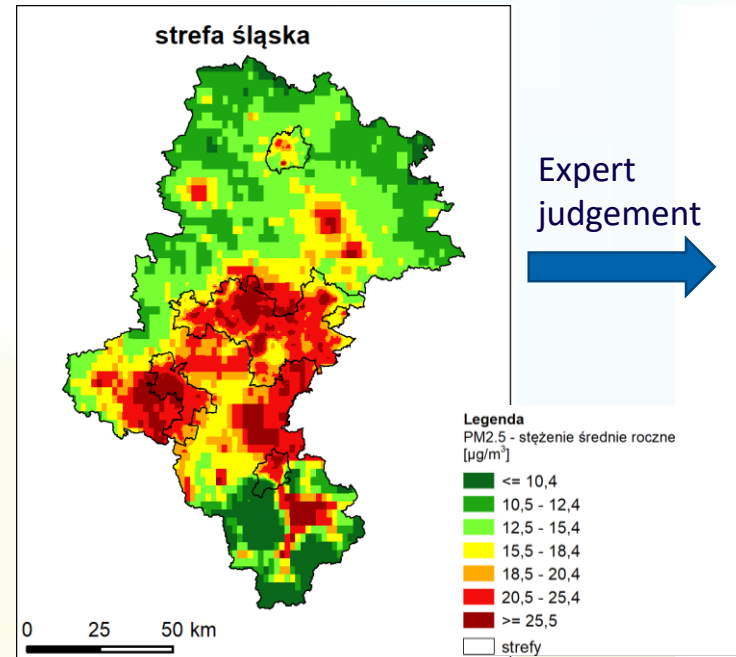 strefa śląska
Expert
judgement
Legenda
PM2.5 - stężenie średnie roczne
[µg/m³]
<= 10,4
10,5 - 12,4
12,5 - 15,4
15,5 - 18,4
18,5 - 20,4
20,5 - 25,4
>= 25,5
strefy
0 25 50 km